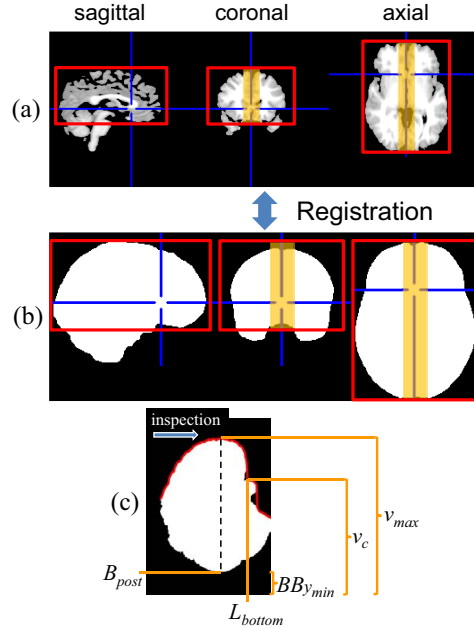 sagittal coronal axial
(a)
Registration
(b)
inspection
(c)
v_max
v_c
B_post
BBy_min
L_bottom